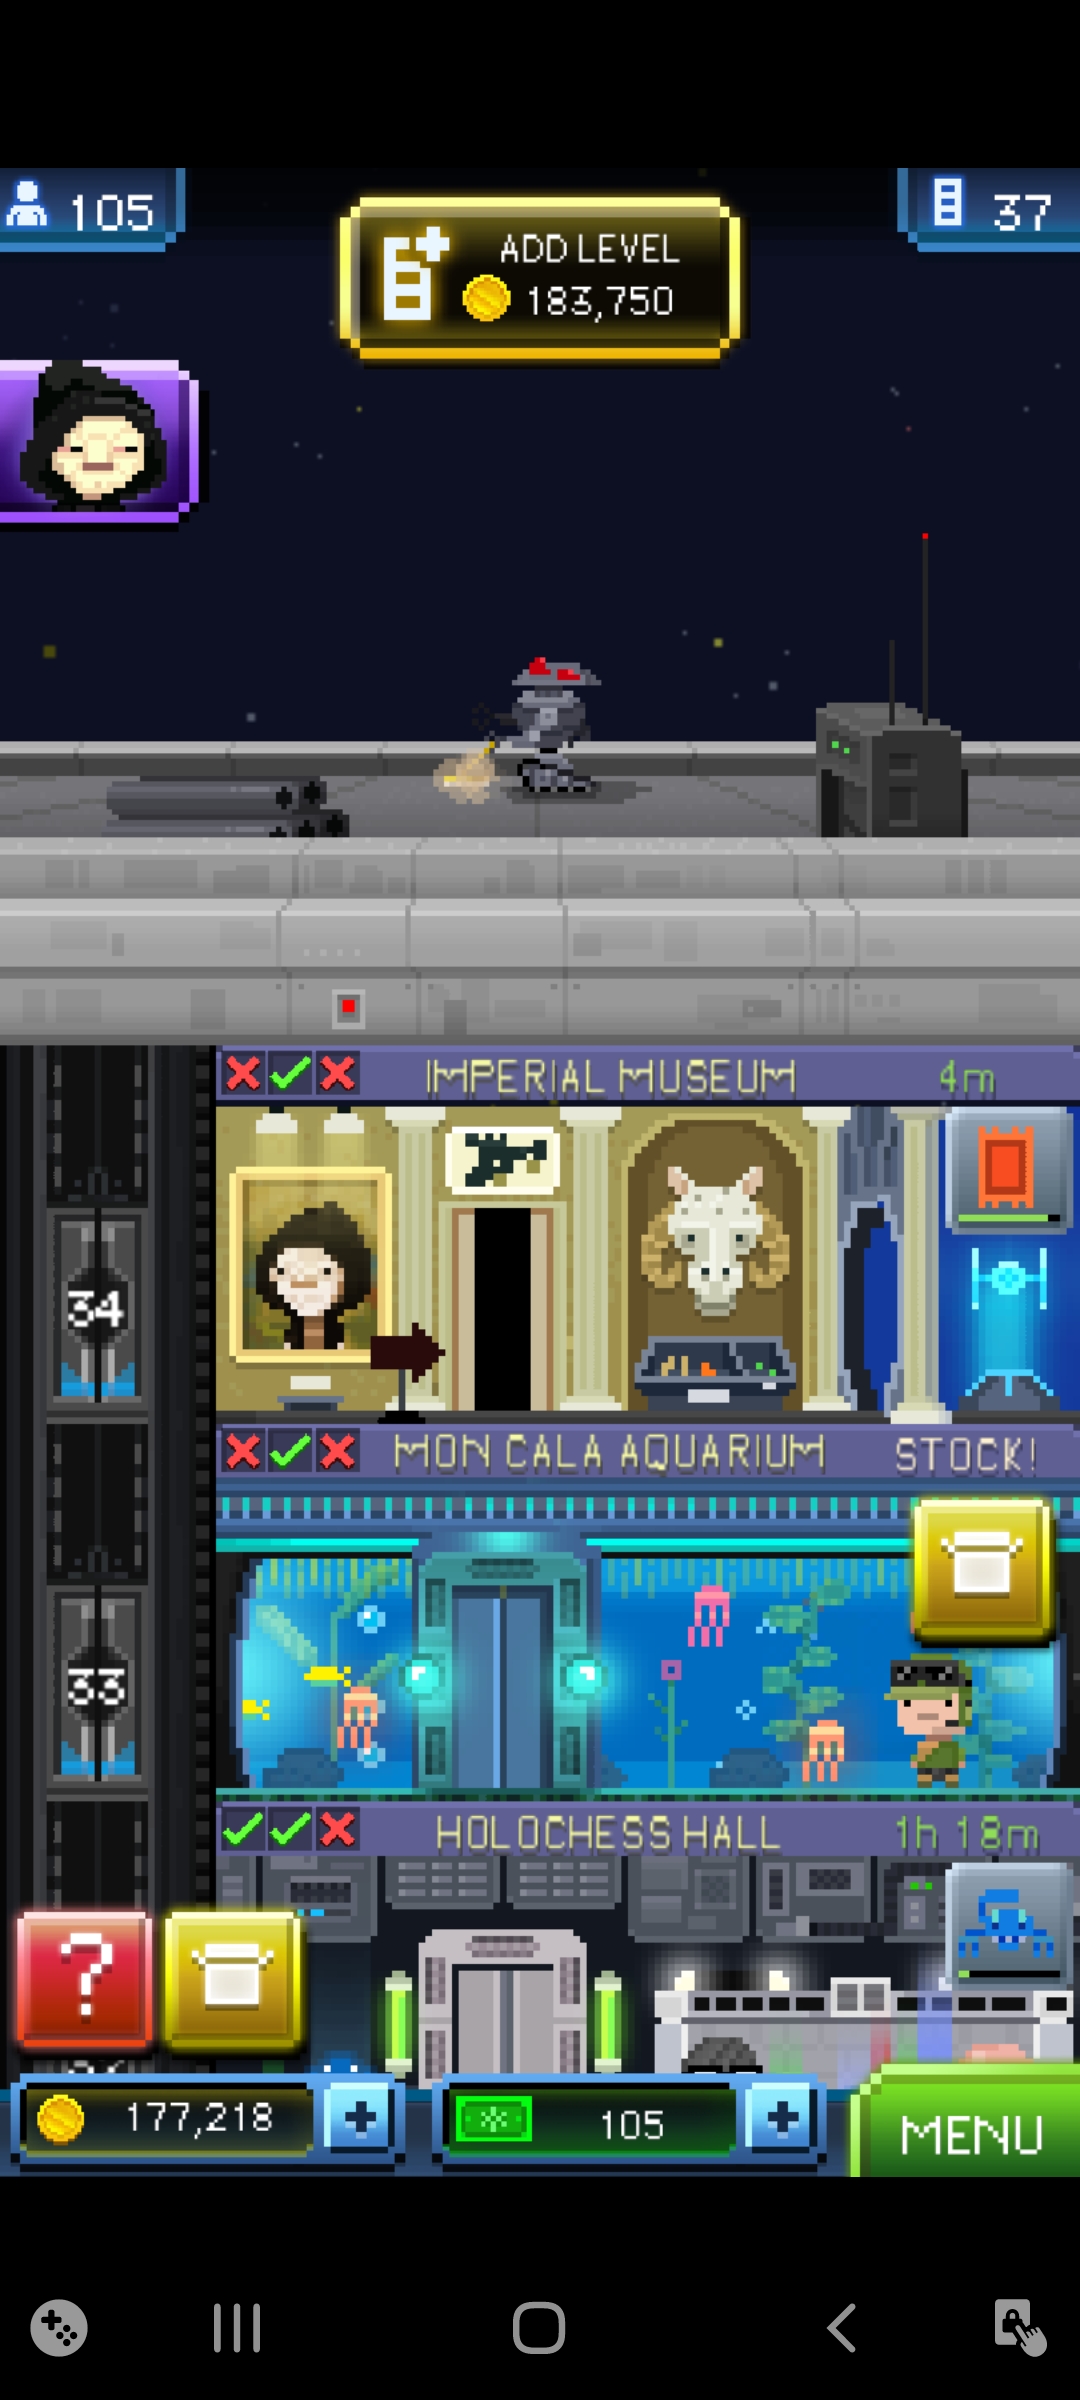 105
ADD LEVEL
183,750
37
IMPERIAL MUSEUM
4m
34
MON CALA AQUARIUM
STOCK!
33
HOLOCHESS HALL
1h 18m
?
177,218
+
105
+
MENU